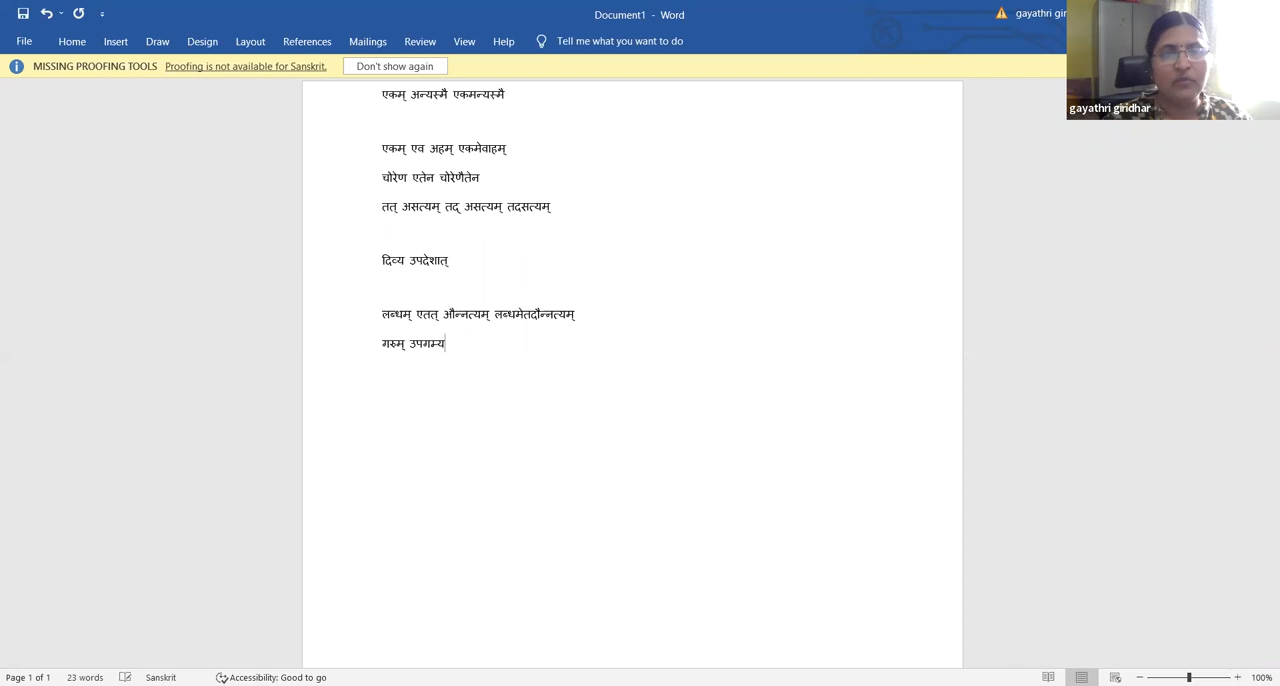 Document1 - Word
gayathri gir
File Home Insert Draw Design Layout References Mailings Review View Help Tell me what you want to do
MISSING PROOFING TOOLS Proofing is not available for Sanskrit. Don't show again
gayathri giridhar
एकम् अन्यस्मै एकमन्यस्मै
एकम् एव अहम् एकमेवाहम्
चोरेण एतेन चोरेणैतेन
तत् असत्यम् तद् असत्यम् तदसत्यम्
दिव्य उपदेशात्
लब्धम् एतत् औन्नत्यम् लब्धमेतदौन्नत्यम्
गरुम् उपगम्य
Page 1 of 1 23 words Sanskrit Accessibility: Good to go 100%